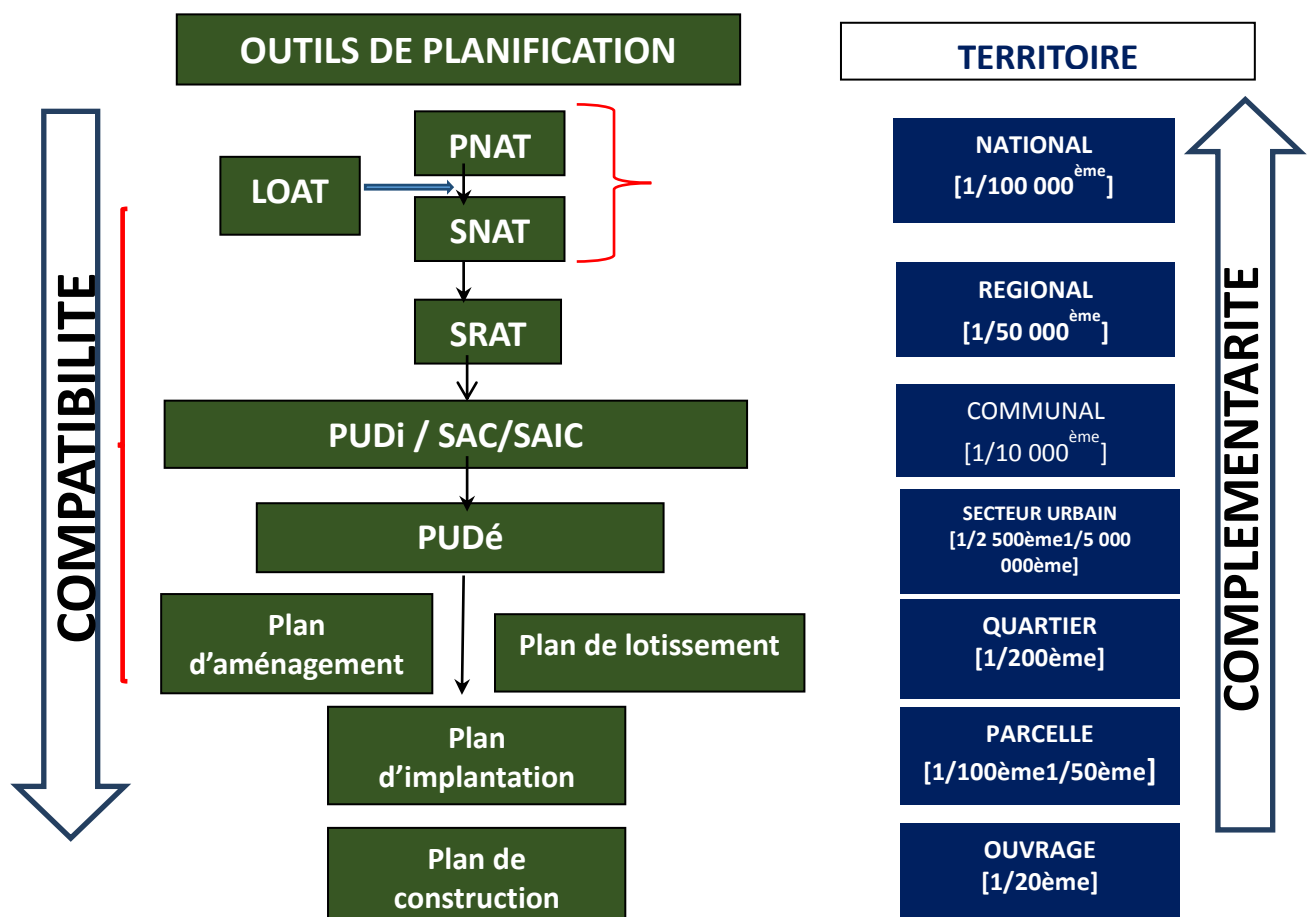 OUTILS DE PLANIFICATION
TERRITOIRE
COMPATIBILITE
PNAT
LOAT
SNAT
SRAT
PUDi / SAC/SAIC
PUDé
Plan
d’aménagement
Plan de lotissement
Plan
d’implantation
Plan de
construction
NATIONAL
[1/100 000ème]
REGIONAL
[1/50 000ème]
COMMUNAL
[1/10 000ème]
SECTEUR URBAIN
[1/2 500ème1/5 000
000ème]
QUARTIER
[1/200ème]
PARCELLE
[1/100ème1/50ème]
OUVRAGE
[1/20ème]
COMPLEMENTARITE